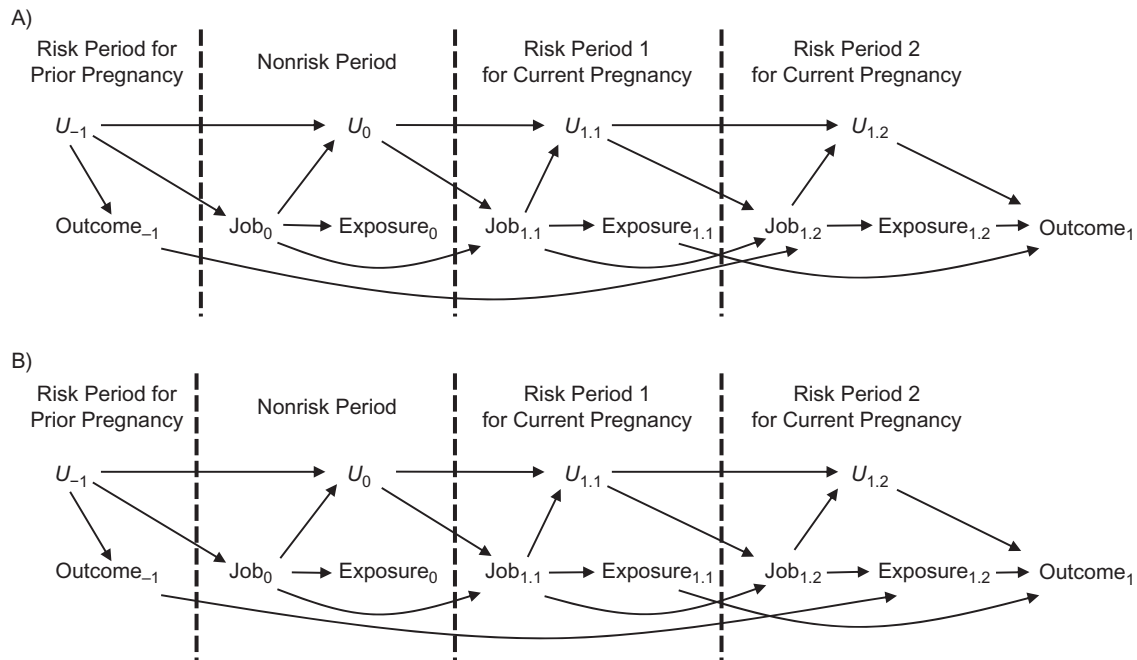 A)
Risk Period for
Prior Pregnancy
Nonrisk Period
Risk Period 1
for Current Pregnancy
Risk Period 2
for Current Pregnancy
U–1 U0 U1.1 U1.2
Outcome–1 Job0 Exposure0 Job1.1 Exposure1.1 Job1.2 Exposure1.2 Outcome1
B)
Risk Period for
Prior Pregnancy
Nonrisk Period
Risk Period 1
for Current Pregnancy
Risk Period 2
for Current Pregnancy
U–1 U0 U1.1 U1.2
Outcome–1 Job0 Exposure0 Job1.1 Exposure1.1 Job1.2 Exposure1.2 Outcome1